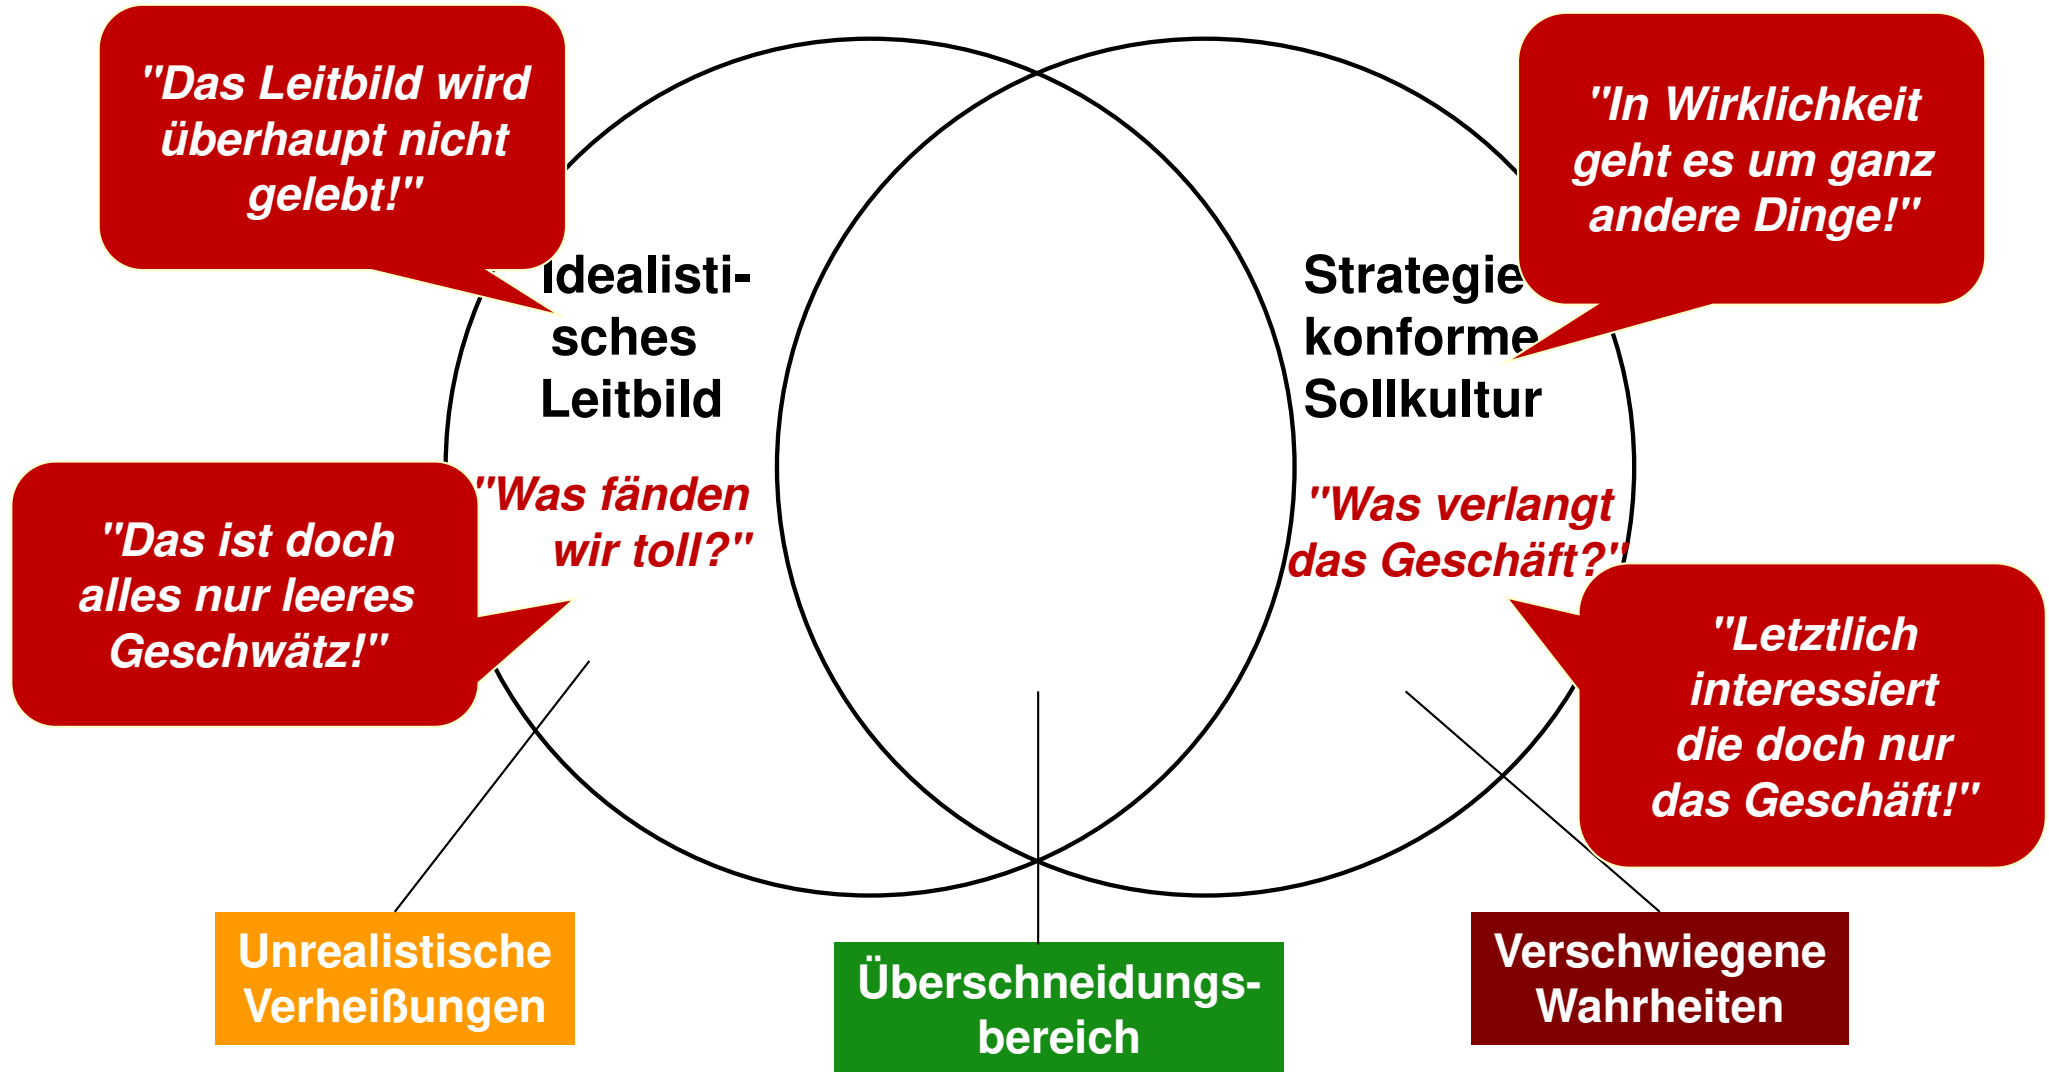 "Das Leitbild wird
überhaupt nicht
gelebt!"
"In Wirklichkeit
geht es um ganz
andere Dinge!"
Idealisti-
sches
Leitbild
Strategie
konforme
Sollkultur
"Was fänden
wir toll?"
"Was verlangt
das Geschäft?"
"Das ist doch
alles nur leeres
Geschwätz!"
"Letztlich
interessiert
die doch nur
das Geschäft!"
Unrealistische
Verheißungen
Überschneidungs-
bereich
Verschwiegene
Wahrheiten